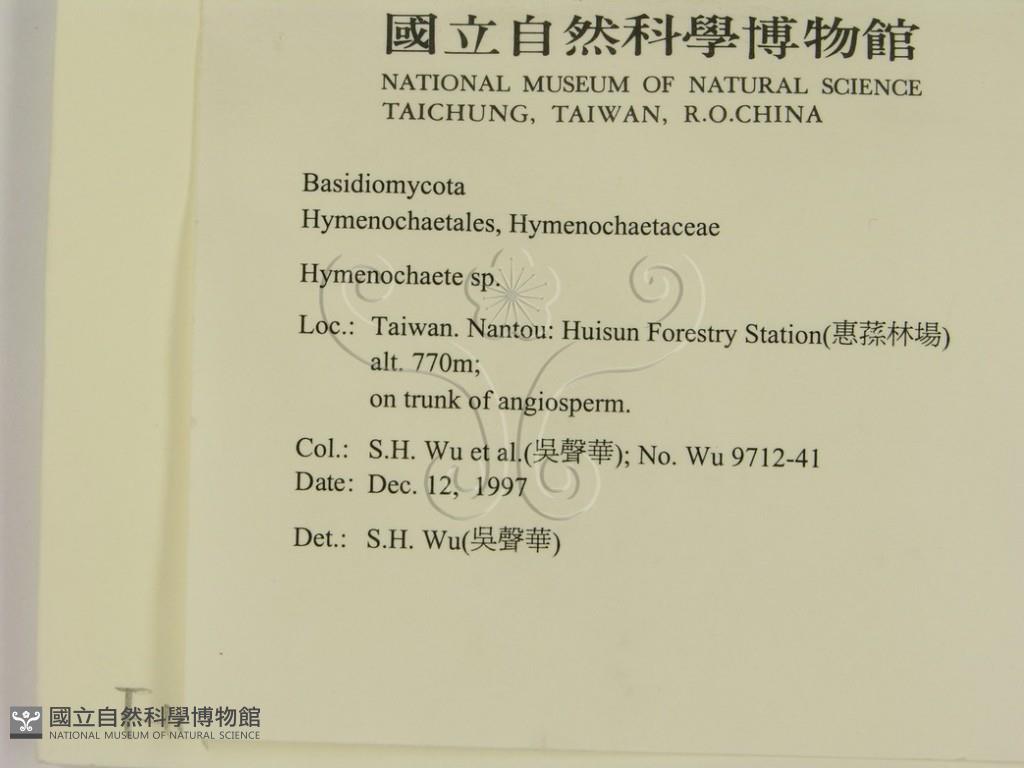 國立自然科學博物館
NATIONAL MUSEUM OF NATURAL SCIENCE
TAICHUNG, TAIWAN, R.O.CHINA
Basidiomycota
Hymenochaetales, Hymenochaetaceae
Hymenochaete sp.
Loc.: Taiwan. Nantou: Huisun Forestry Station(惠蓀林場)
alt. 770m;
on trunk of angiosperm.
Col.: S.H. Wu et al.(吳聲華); No. Wu 9712-41
Date: Dec. 12, 1997
Det.: S.H. Wu(吳聲華)
國立自然科學博物館
NATIONAL MUSEUM OF NATURAL SCIENCE